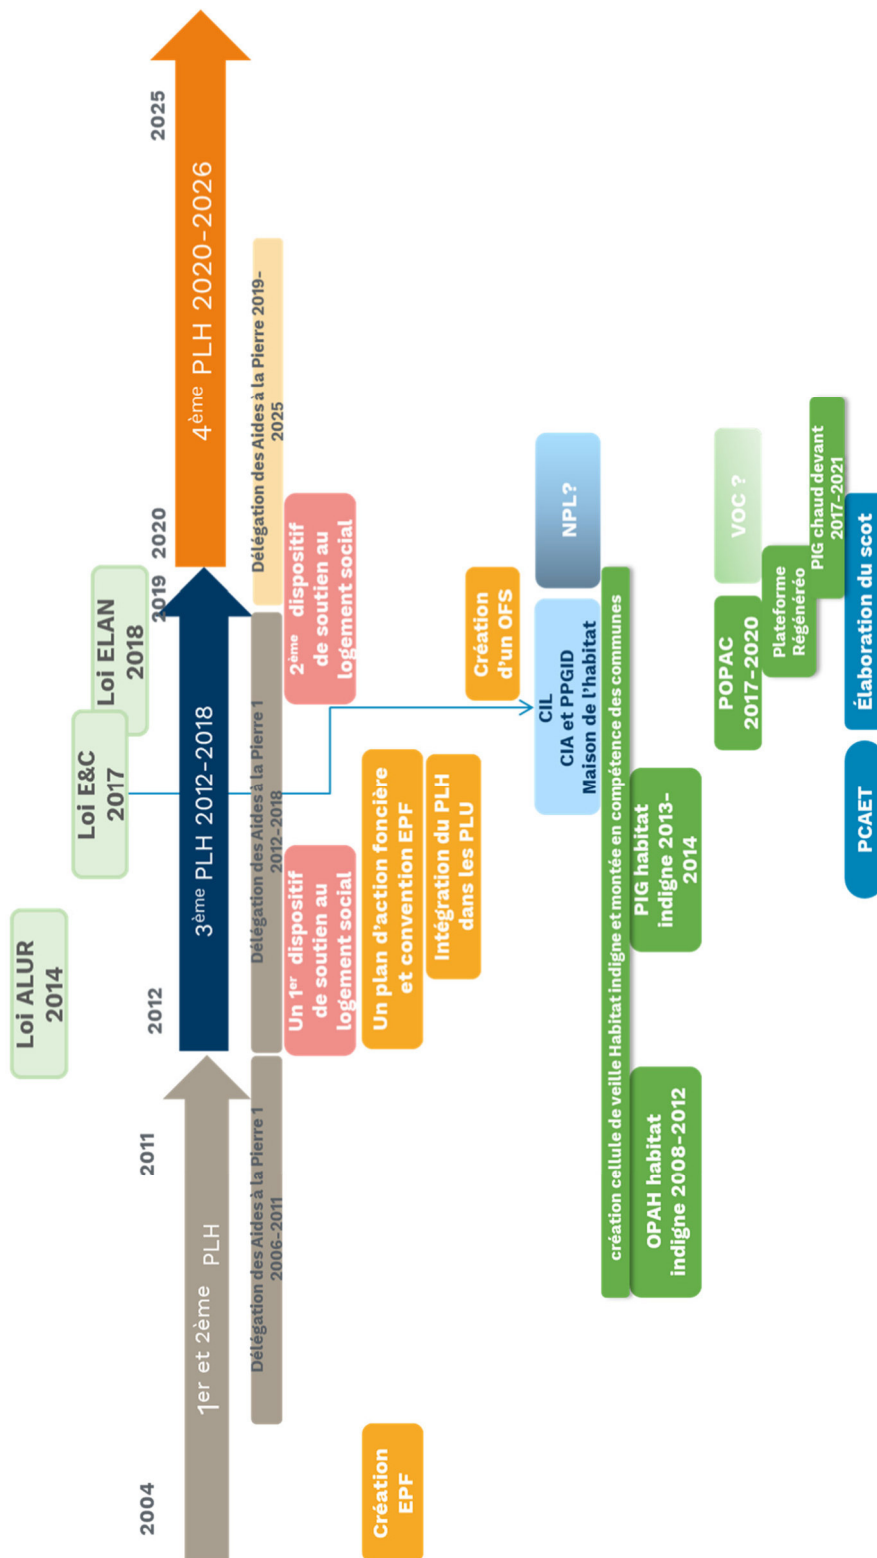 Loi ALUR
2014
Loi E&C
2017
Loi ELAN
2018
2004
2011
2012
2019
2020
2025
1er et 2ème PLH
3ème PLH 2012-2018
4ème PLH 2020-2026
Délégation des Aides à la Pierre 1
2006-2011
Délégation des Aides à la Pierre 1
2012-2018
Délégation des Aides à la Pierre 2019-
2025
Un 1er dispositif
de soutien au
logement social
2ème dispositif
de soutien au
logement social
Création
EPF
Un plan d'action foncière
et convention EPF
Intégration du PLH
dans les PLU
Création
d'un OFS
CIL
CIA et PPGID
Maison de l'habitat
NPL?
création cellule de veille Habitat indigne et montée en compétence des communes
OPAH habitat
indigne 2008-2012
PIG habitat
indigne 2013-
2014
POPAC
2017-2020
VOC ?
Plateforme
Régénéréo
PIG chaud devant
2017-2021
PCAET
Élaboration du scot